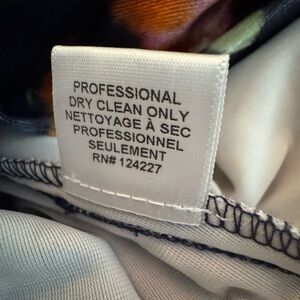 PROFESSIONAL
DRY CLEAN ONLY
NETTOYAGE À SEC
PROFESSIONNEL
SEULEMENT
RN# 124227